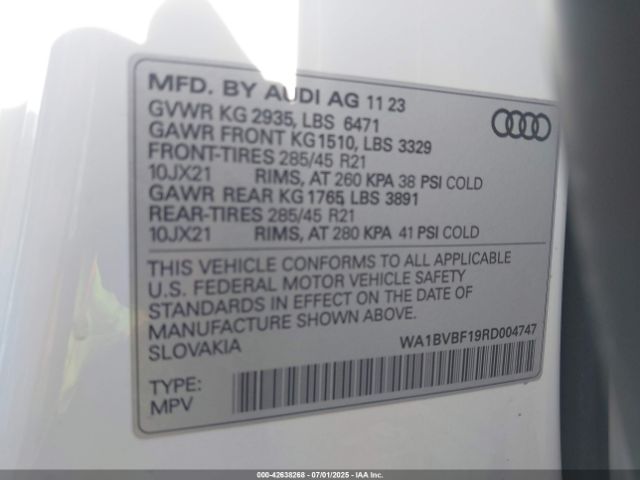 MFD. BY AUDI AG 11 23
GVWR KG 2935, LBS 6471
GAWR FRONT KG 1510, LBS 3329
FRONT-TIRES 285/45 R21
10JX21 RIMS, AT 260 KPA 38 PSI COLD
GAWR REAR KG 1765, LBS 3891
REAR-TIRES 285/45 R21
10JX21 RIMS, AT 280 KPA 41 PSI COLD
THIS VEHICLE CONFORMS TO ALL APPLICABLE
U.S. FEDERAL MOTOR VEHICLE SAFETY
STANDARDS IN EFFECT ON THE DATE OF
MANUFACTURE SHOWN ABOVE.
SLOVAKIA
WA1BVBF19RD004747
TYPE:
MPV
000-42638268 - 07/01/2025 - IAA Inc.